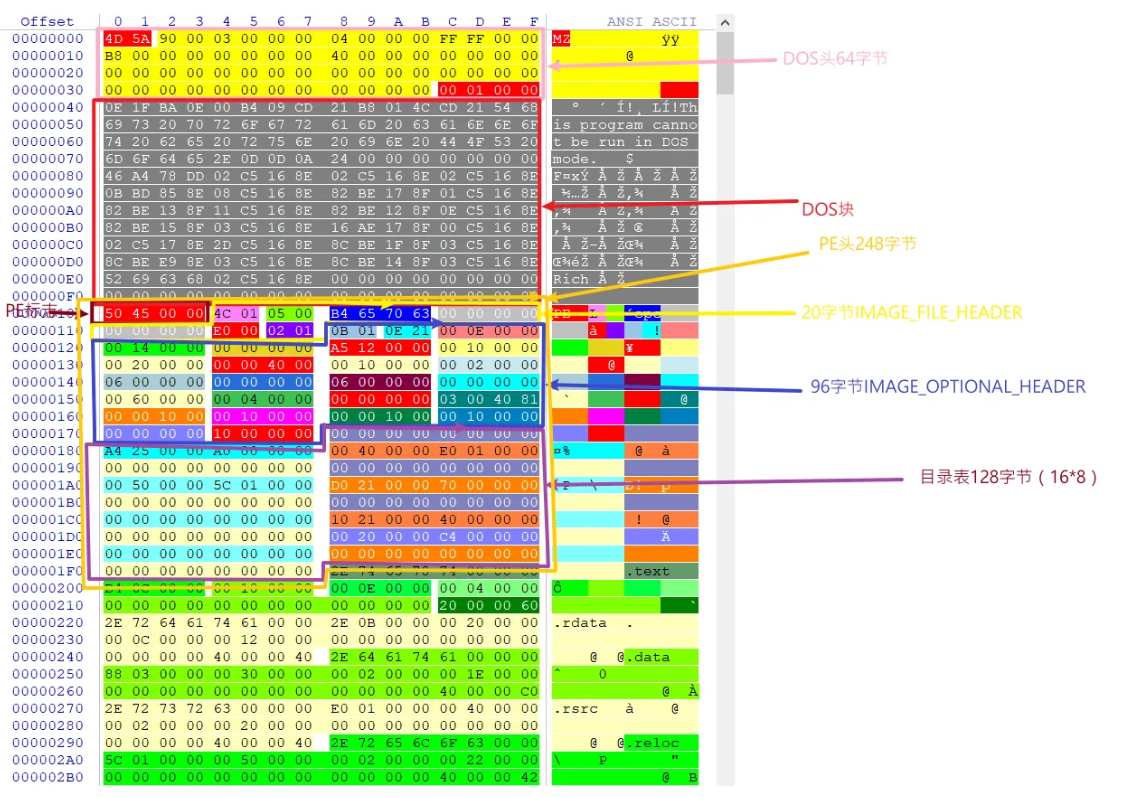 Offset 0 1 2 3 4 5 6 7 8 9 A B C D E F ANSI ASCII
00000000 4D 5A 90 00 03 00 00 00 04 00 00 00 FF FF 00 00 MZ ÿÿ
00000010 B8 00 00 00 00 00 00 00 40 00 00 00 00 00 00 00 @
DOS头64字节
00000020 00 00 00 00 00 00 00 00 00 00 00 00 00 00 00 00
00000030 00 00 00 00 00 00 00 00 00 00 00 00 00 01 00 00
00000040 0E 1F BA 0E 00 B4 09 CD 21 B8 01 4C CD 21 54 68 º ´ Í!¸ LÍ!Th
00000050 69 73 20 70 72 6F 67 72 61 6D 20 63 61 6E 6E 6F is program canno
00000060 74 20 62 65 20 72 75 6E 20 69 6E 20 44 4F 53 20 t be run in DOS
00000070 6D 6F 64 65 2E 0D 0D 0A 24 00 00 00 00 00 00 00 mode. $
00000080 46 A4 78 DD 02 C5 16 8E 02 C5 16 8E 02 C5 16 8E F¤xÝ Å Ž Å Ž Å Ž
00000090 0B BD 85 8E 08 C5 16 8E 82 BE 17 8F 01 C5 16 8E ½…Ž Å Ž‚¾ Å Ž
000000A0 82 BE 13 8F 11 C5 16 8E 82 BE 12 8F 0E C5 16 8E ‚¾ Å Ž‚¾ Å Ž
DOS块
000000B0 82 BE 15 8F 03 C5 16 8E 16 AE 17 8F 00 C5 16 8E ‚¾ Å Ž ® Å Ž
000000C0 02 C5 17 8E 2D C5 16 8E 8C BE 1F 8F 03 C5 16 8E Å Ž-Å ŽŒ¾ Å Ž
PE头248字节
000000D0 8C BE E9 8E 03 C5 16 8E 8C BE 14 8F 03 C5 16 8E Œ¾éŽ Å ŽŒ¾ Å Ž
000000E0 52 69 63 68 02 C5 16 8E 00 00 00 00 00 00 00 00 Rich Å Ž
000000F0 00 00 00 00 00 00 00 00 00 00 00 00 00 00 00 00
PE标志 50 45 00 00 4C 01 05 00 B4 65 70 63 00 00 00 00 PE L ´epc
20字节IMAGE_FILE_HEADER
00000110 00 00 00 00 E0 00 02 01 0B 01 0E 21 00 0E 00 00 à !
00000120 00 14 00 00 00 00 00 00 A5 12 00 00 00 10 00 00 ¥
00000130 00 20 00 00 00 00 40 00 00 10 00 00 00 02 00 00 @
00000140 06 00 00 00 00 00 00 00 06 00 00 00 00 00 00 00
96字节IMAGE_OPTIONAL_HEADER
00000150 00 60 00 00 00 04 00 00 00 00 00 00 03 00 40 81 ` @
00000160 00 00 10 00 00 10 00 00 00 00 10 00 00 10 00 00
00000170 00 00 00 00 10 00 00 00 00 00 00 00 00 00 00 00
00000180 A4 25 00 00 A0 00 00 00 00 40 00 00 E0 01 00 00 ¤% @ à
00000190 00 00 00 00 00 00 00 00 00 00 00 00 00 00 00 00
目录表128字节（16*8）
000001A0 00 50 00 00 5C 01 00 00 D0 21 00 00 70 00 00 00 P \ Ð! p
000001B0 00 00 00 00 00 00 00 00 00 00 00 00 00 00 00 00
000001C0 00 00 00 00 00 00 00 00 10 21 00 00 40 00 00 00 ! @
000001D0 00 00 00 00 00 00 00 00 00 20 00 00 C4 00 00 00 Ä
000001E0 00 00 00 00 00 00 00 00 00 00 00 00 00 00 00 00
000001F0 00 00 00 00 00 00 00 00 2E 74 65 78 74 00 00 00 .text
00000200 D4 0C 00 00 00 10 00 00 00 0E 00 00 00 04 00 00 Ô
00000210 00 00 00 00 00 00 00 00 00 00 00 00 20 00 00 60 `
00000220 2E 72 64 61 74 61 00 00 2E 0B 00 00 00 20 00 00 .rdata .
00000230 00 0C 00 00 00 12 00 00 00 00 00 00 00 00 00 00
00000240 00 00 00 00 40 00 00 40 2E 64 61 74 61 00 00 00 @ @.data
00000250 88 03 00 00 00 30 00 00 00 02 00 00 00 1E 00 00 ˆ 0
00000260 00 00 00 00 00 00 00 00 00 00 00 00 40 00 00 C0 @ À
00000270 2E 72 73 72 63 00 00 00 E0 01 00 00 00 40 00 00 .rsrc à @
00000280 00 02 00 00 00 20 00 00 00 00 00 00 00 00 00 00
00000290 00 00 00 00 40 00 00 40 2E 72 65 6C 6F 63 00 00 @ @.reloc
000002A0 5C 01 00 00 00 50 00 00 00 02 00 00 00 22 00 00 \ P "
000002B0 00 00 00 00 00 00 00 00 00 00 00 00 40 00 00 42 @ B